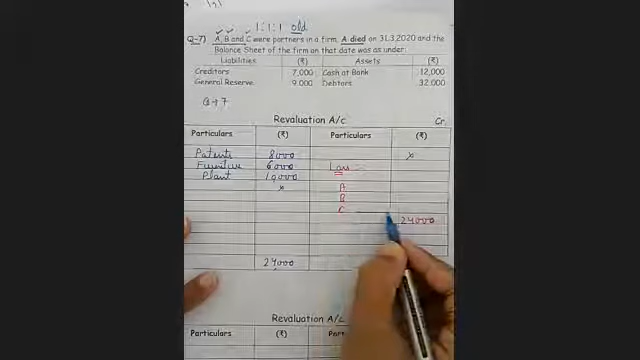 1:1:1 old
Q-7) A, B and C were partners in a firm. A died on 31.3.2020 and the
Balance Sheet of the firm on that date was as under:
Liabilities (₹) Assets (₹)
Creditors 7,000 Cash at Bank 12,000
General Reserve 9,000 Debtors 32,000
Q→7
Revaluation A/c Cr.
Particulars (₹) Particulars (₹)
Patents 8000 x
Furniture 6000 Loss
Plant 10,000
x A
B
C 24000
24000
Revaluation A/c
Particulars (₹)